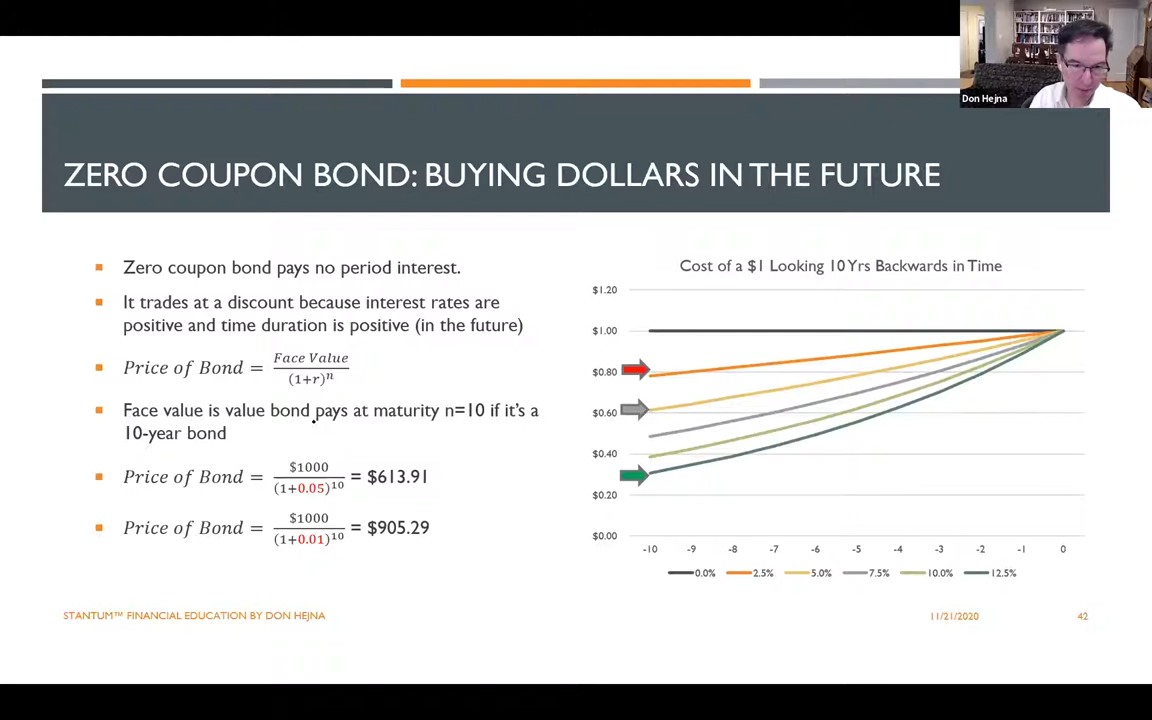 Don Hejna
ZERO COUPON BOND: BUYING DOLLARS IN THE FUTURE
Zero coupon bond pays no period interest.
It trades at a discount because interest rates are
positive and time duration is positive (in the future)
Price of Bond = Face Value / (1+r)^n
Face value is value bond pays at maturity n=10 if it's a
10-year bond
Price of Bond = $1000 / (1+0.05)^10 = $613.91
Price of Bond = $1000 / (1+0.01)^10 = $905.29
Cost of a $1 Looking 10 Yrs Backwards in Time
$1.20
$1.00
$0.80
$0.60
$0.40
$0.20
$0.00
-10 -9 -8 -7 -6 -5 -4 -3 -2 -1 0
0.0% 2.5% 5.0% 7.5% 10.0% 12.5%
STANTUM™ FINANCIAL EDUCATION BY DON HEJNA
11/21/2020
42